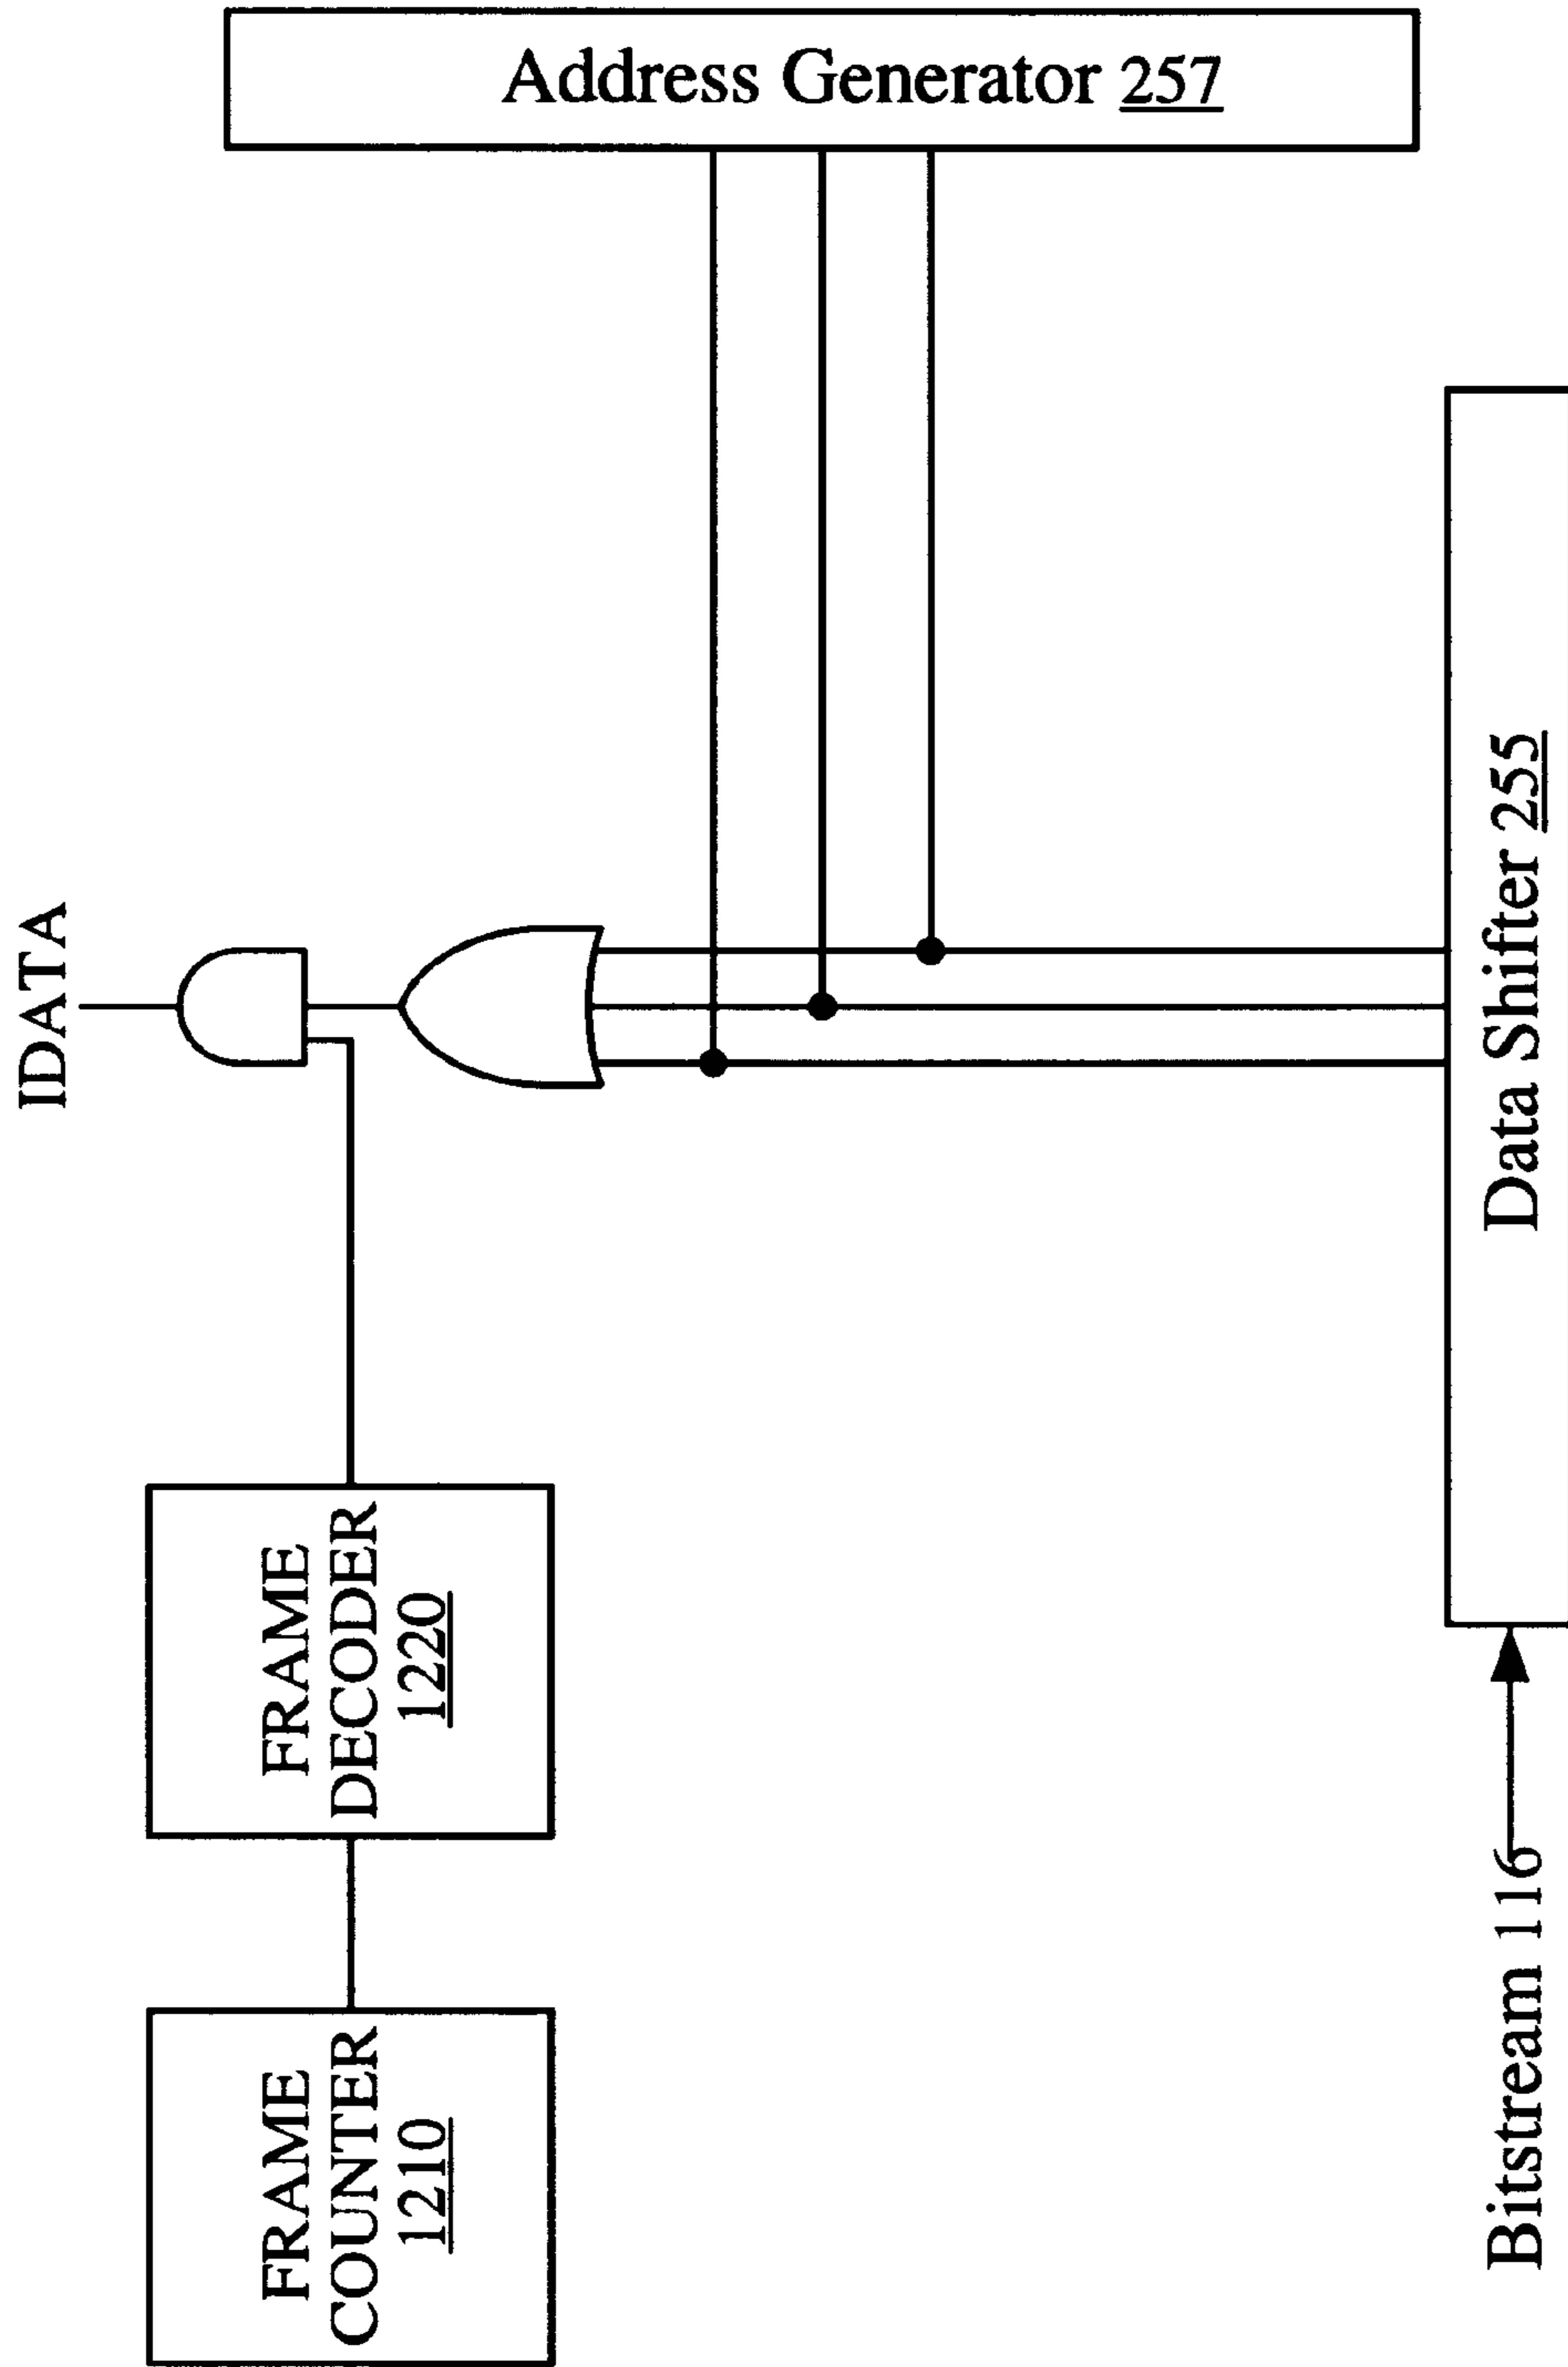 Address Generator 257
IDATA
FRAME
DECODER
1220
FRAME
COUNTER
1210
Data Shifter 255
Bitstream 116